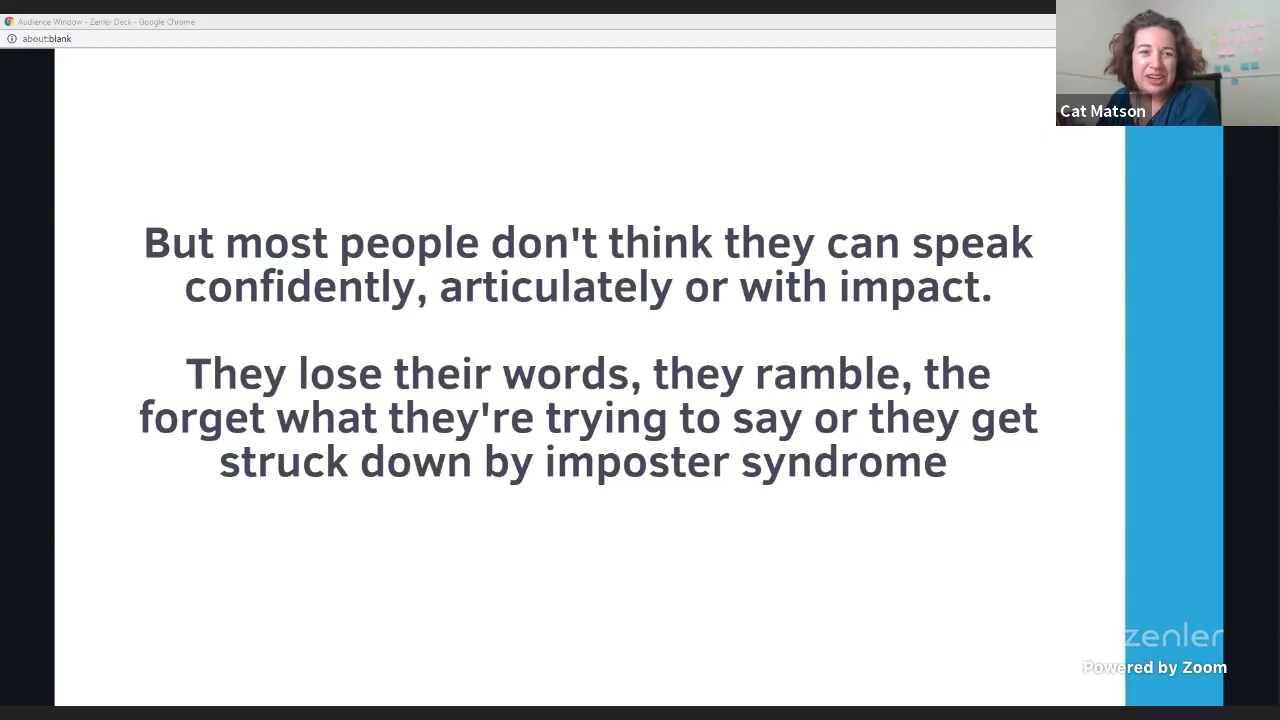 Audience Window - Zenler Deck - Google Chrome
about:blank
Cat Matson
But most people don't think they can speak
confidently, articulately or with impact.
They lose their words, they ramble, the
forget what they're trying to say or they get
struck down by imposter syndrome
zenler
Powered by Zoom